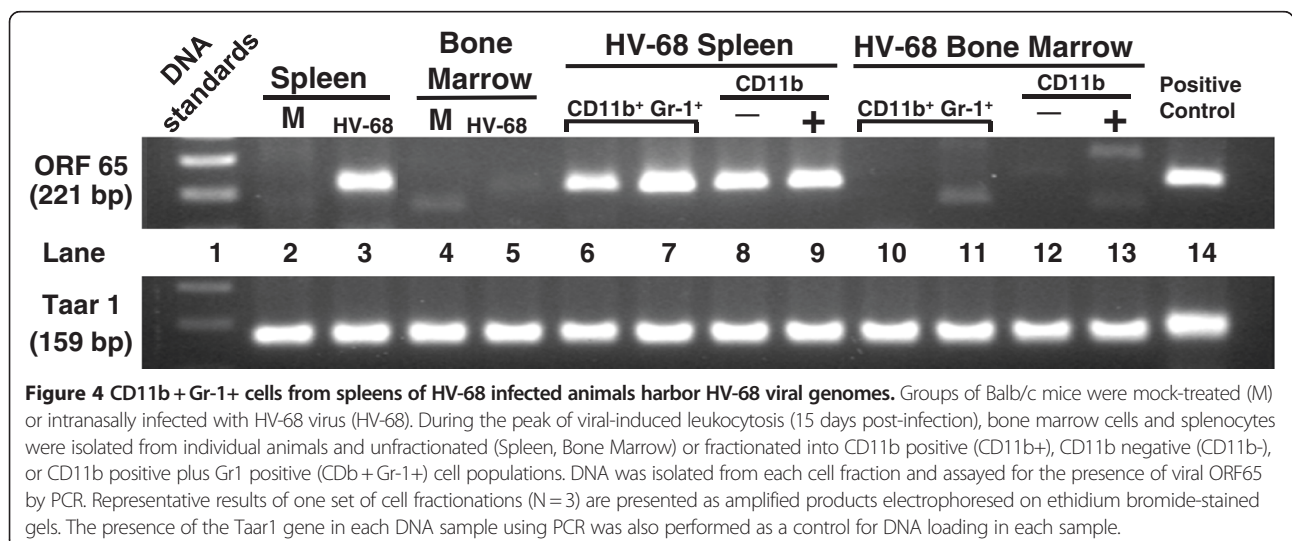 DNA standards
Spleen
Bone Marrow
HV-68 Spleen
HV-68 Bone Marrow
M HV-68
M HV-68
CD11b+ Gr-1+
CD11b
— +
CD11b+ Gr-1+
CD11b
— +
Positive Control
ORF 65
(221 bp)
Lane 1 2 3 4 5 6 7 8 9 10 11 12 13 14
Taar 1
(159 bp)
Figure 4 CD11b + Gr-1+ cells from spleens of HV-68 infected animals harbor HV-68 viral genomes. Groups of Balb/c mice were mock-treated (M)
or intranasally infected with HV-68 virus (HV-68). During the peak of viral-induced leukocytosis (15 days post-infection), bone marrow cells and splenocytes
were isolated from individual animals and unfractionated (Spleen, Bone Marrow) or fractionated into CD11b positive (CD11b+), CD11b negative (CD11b-),
or CD11b positive plus Gr1 positive (CDb + Gr-1+) cell populations. DNA was isolated from each cell fraction and assayed for the presence of viral ORF65
by PCR. Representative results of one set of cell fractionations (N = 3) are presented as amplified products electrophoresed on ethidium bromide-stained
gels. The presence of the Taar1 gene in each DNA sample using PCR was also performed as a control for DNA loading in each sample.